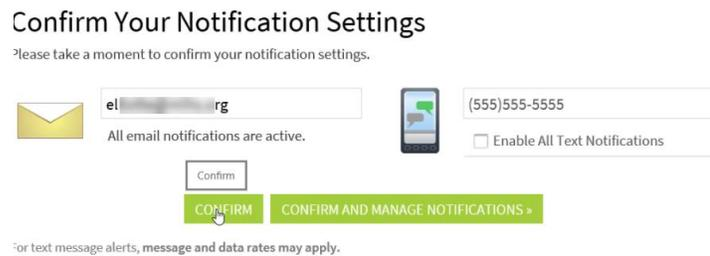 Confirm Your Notification Settings
Please take a moment to confirm your notification settings.
el rg
(555)555-5555
All email notifications are active.
Enable All Text Notifications
Confirm
CONFIRM
CONFIRM AND MANAGE NOTIFICATIONS »
For text message alerts, message and data rates may apply.